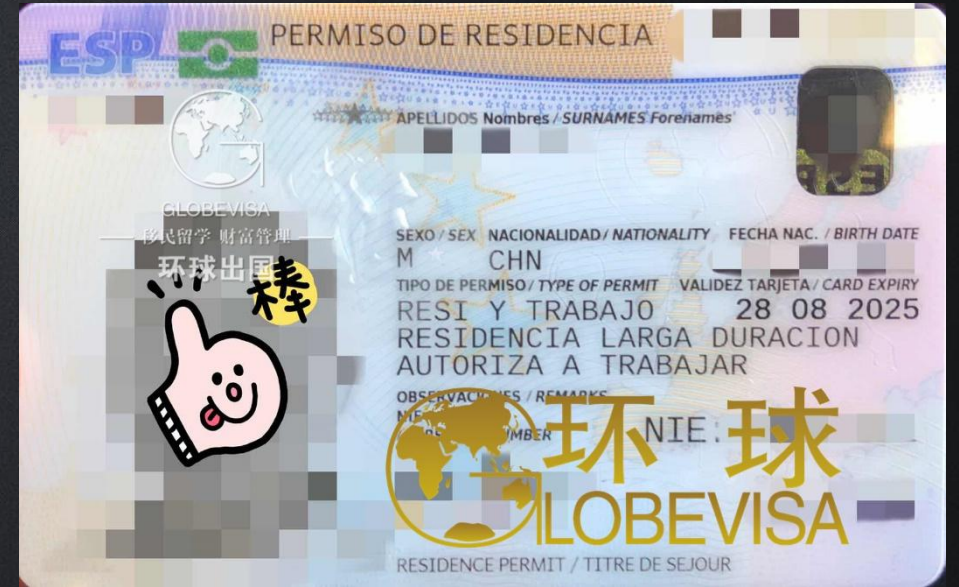 ESP PERMISO DE RESIDENCIA
APELLIDOS Nombres / SURNAMES Forenames
GLOBEVISA
移民留学 财富管理
环球出国
棒
SEXO / SEX NACIONALIDAD / NATIONALITY FECHA NAC. / BIRTH DATE
M CHN
TIPO DE PERMISO / TYPE OF PERMIT VALIDEZ TARJETA / CARD EXPIRY
RESI Y TRABAJO 28 08 2025
RESIDENCIA LARGA DURACION
AUTORIZA A TRABAJAR
OBSERVACIONES / REMARKS
NIE:
环球
GLOBEVISA
RESIDENCE PERMIT / TITRE DE SEJOUR